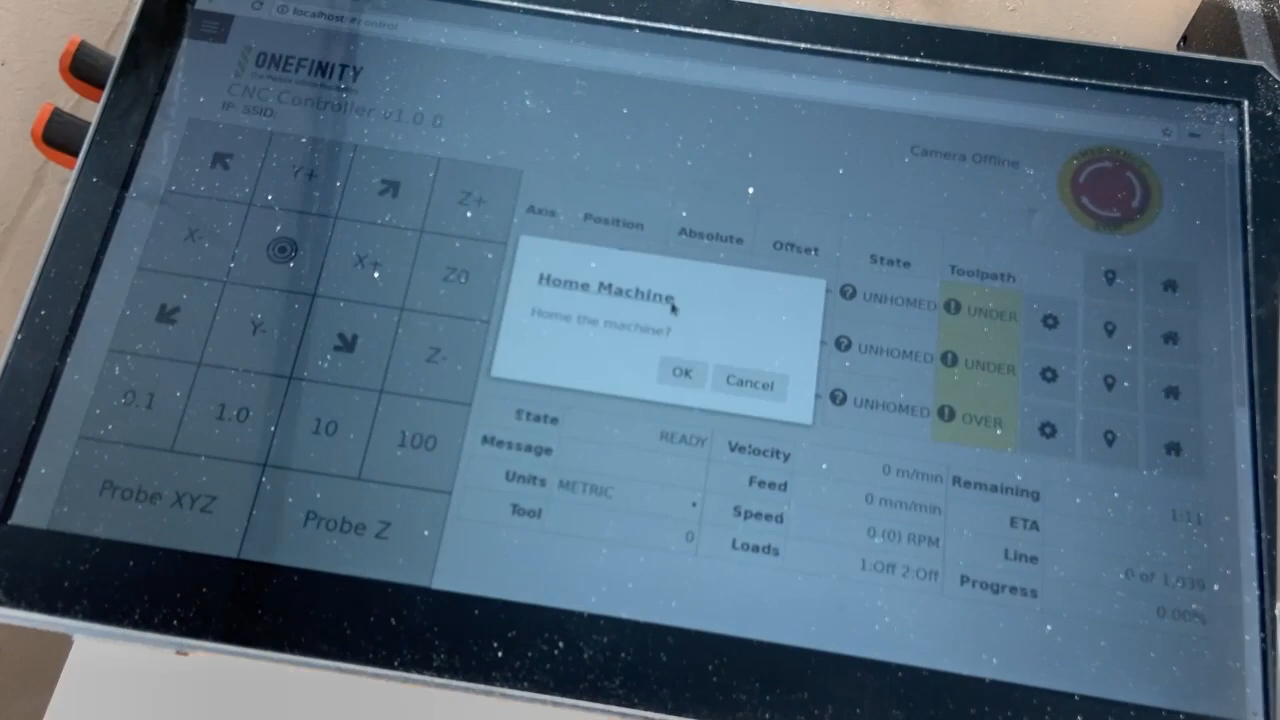 localhost/#control
ONEFINITY
CNC Controller v1.0
IP: SSID:
Camera Offline
Y+
Z+
X-
X+
Z0
Y-
Z-
0.1
1.0
10
100
Probe XYZ
Probe Z
Axis Position Absolute Offset State Toolpath
UNHOMED UNDER
UNHOMED UNDER
UNHOMED OVER
Home Machine
Home the machine?
OK Cancel
State READY
Message
Units METRIC
Tool 0
Velocity 0 m/min
Feed 0 mm/min
Speed 0 (0) RPM
Loads 1:Off 2:Off
Remaining 1:11
ETA
Line 0 of 1,039
Progress 0.00%